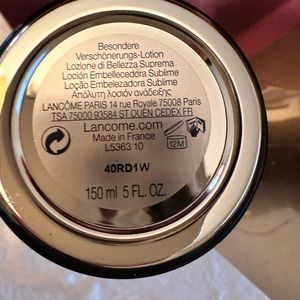 Besondere
Verschönerungs-Lotion
Lozione di Bellezza Suprema
Loción Embellecedora Sublime
Loção Embelezadora Sublime
Απόλυτη λοσιόν ανάδειξης
LANCÔME PARIS 14 rue Royale 75008 Paris
TSA 75000 93584 ST OUEN CEDEX FR
Lancome.com
Made in France
L5363 10
12M
40RD1W
150 ml 5 FL. OZ.